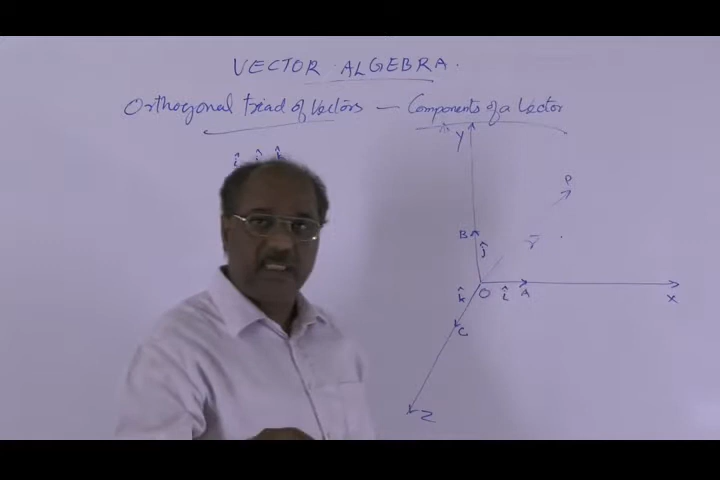 VECTOR ALGEBRA.
Orthogonal triad of Vectors — Components of a Vector
î ĵ k̂
Y
P
B
ĵ
r̄
k̂ O î A X
C
Z